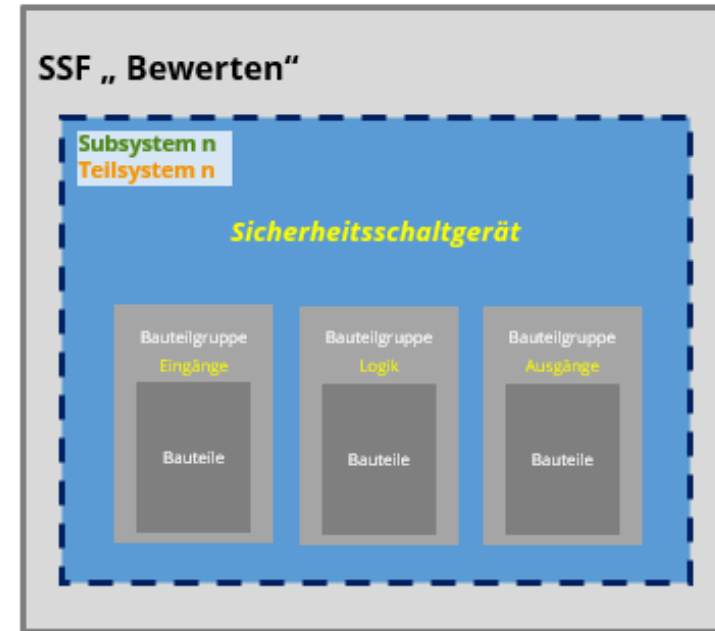 SSF „ Bewerten“
Subsystem n
Teilsystem n
Sicherheitsschaltgerät
Bauteilgruppe
Eingänge
Bauteile
Bauteilgruppe
Logik
Bauteile
Bauteilgruppe
Ausgänge
Bauteile